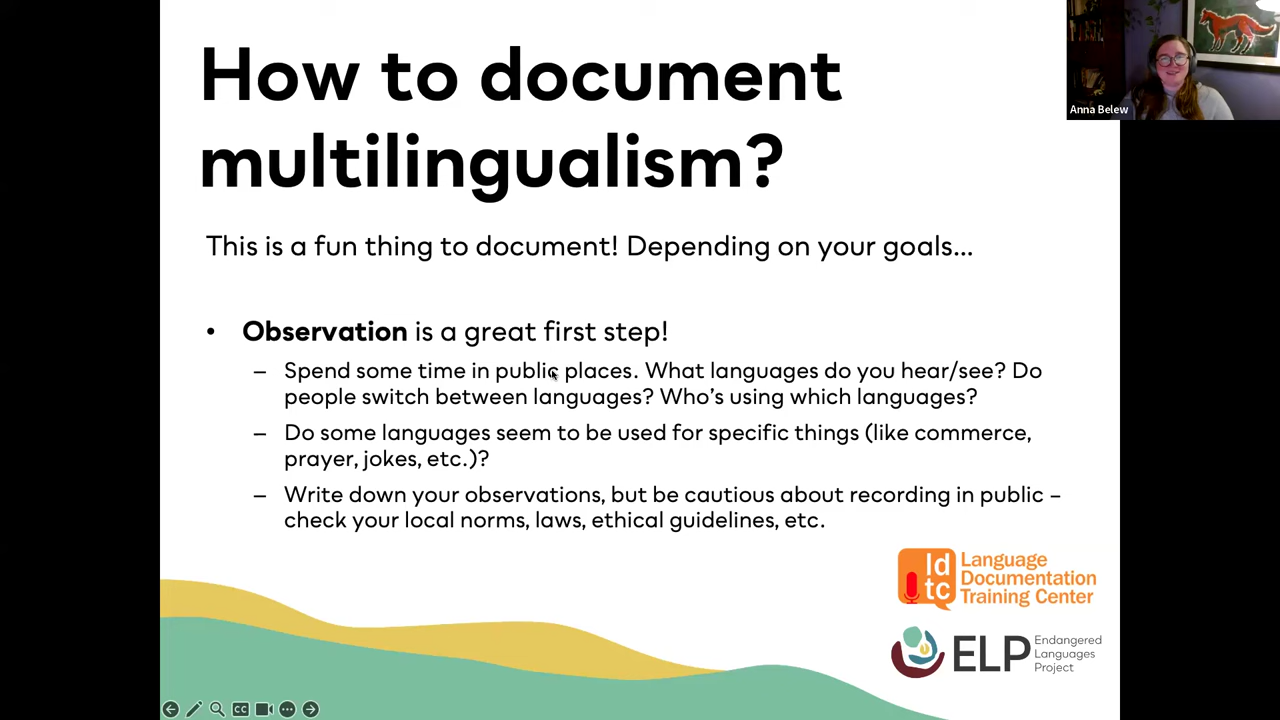 How to document
multilingualism?
Anna Belew
This is a fun thing to document! Depending on your goals...
• Observation is a great first step!
– Spend some time in public places. What languages do you hear/see? Do
people switch between languages? Who's using which languages?
– Do some languages seem to be used for specific things (like commerce,
prayer, jokes, etc.)?
– Write down your observations, but be cautious about recording in public –
check your local norms, laws, ethical guidelines, etc.
ld
tc
Language
Documentation
Training Center
ELP
Endangered
Languages
Project
CC